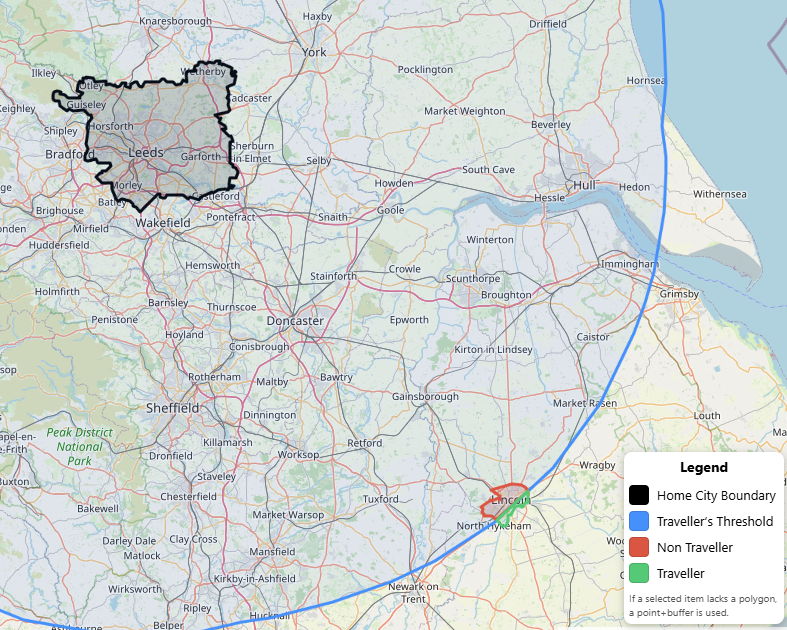 Haxby
Driffield
Knaresborough
York
Ilkley
Wetherby
Pocklington
Hornsea
Otley
Keighley
Guiseley
Tadcaster
Market Weighton
Shipley
Horsforth
Beverley
Bradford
Leeds
Garforth
Sherburn
in Elmet
Selby
South Cave
Morley
Howden
Hull
Hedon
Withernsea
Batley
Castleford
Hessle
Brighouse
Pontefract
Snaith
Goole
Mirfield
Wakefield
Winterton
Huddersfield
Hemsworth
Stainforth
Crowle
Scunthorpe
Immingham
Holmfirth
Barnsley
Thurnscoe
Broughton
Grimsby
Penistone
Doncaster
Epworth
Hoyland
Caistor
Conisbrough
Kirton in Lindsey
Rotherham
Maltby
Bawtry
Gainsborough
Market Rasen
Sheffield
Dinnington
Louth
Peak District
National
Park
Killamarsh
Retford
Dronfield
Worksop
Wragby
Staveley
Buxton
Chesterfield
Tuxford
Lincoln
Bakewell
Market Warsop
North Hykeham
Darley Dale
Clay Cross
Matlock
Mansfield
Kirkby-in-Ashfield
Newark on
Trent
Wirksworth
Ripley
Hucknall
Belper
Ashbourne
Legend
Home City Boundary
Traveller's Threshold
Non Traveller
Traveller
If a selected item lacks a polygon,
a point+buffer is used.